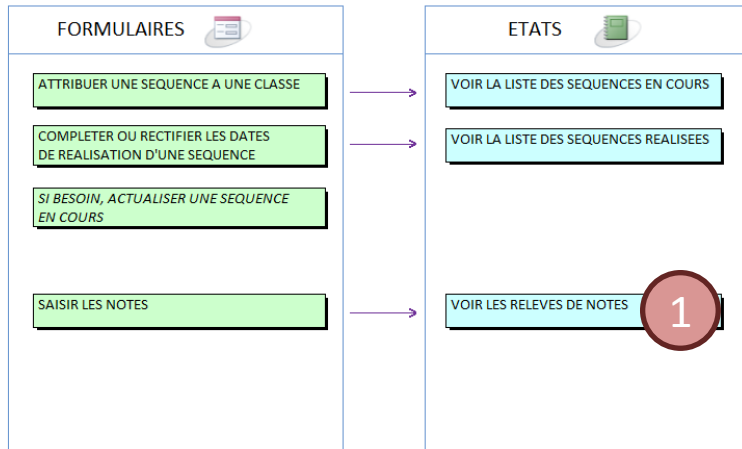 FORMULAIRES
ATTRIBUER UNE SEQUENCE A UNE CLASSE
COMPLETER OU RECTIFIER LES DATES
DE REALISATION D'UNE SEQUENCE
SI BESOIN, ACTUALISER UNE SEQUENCE
EN COURS
SAISIR LES NOTES
ETATS
VOIR LA LISTE DES SEQUENCES EN COURS
VOIR LA LISTE DES SEQUENCES REALISEES
VOIR LES RELEVES DE NOTES
1